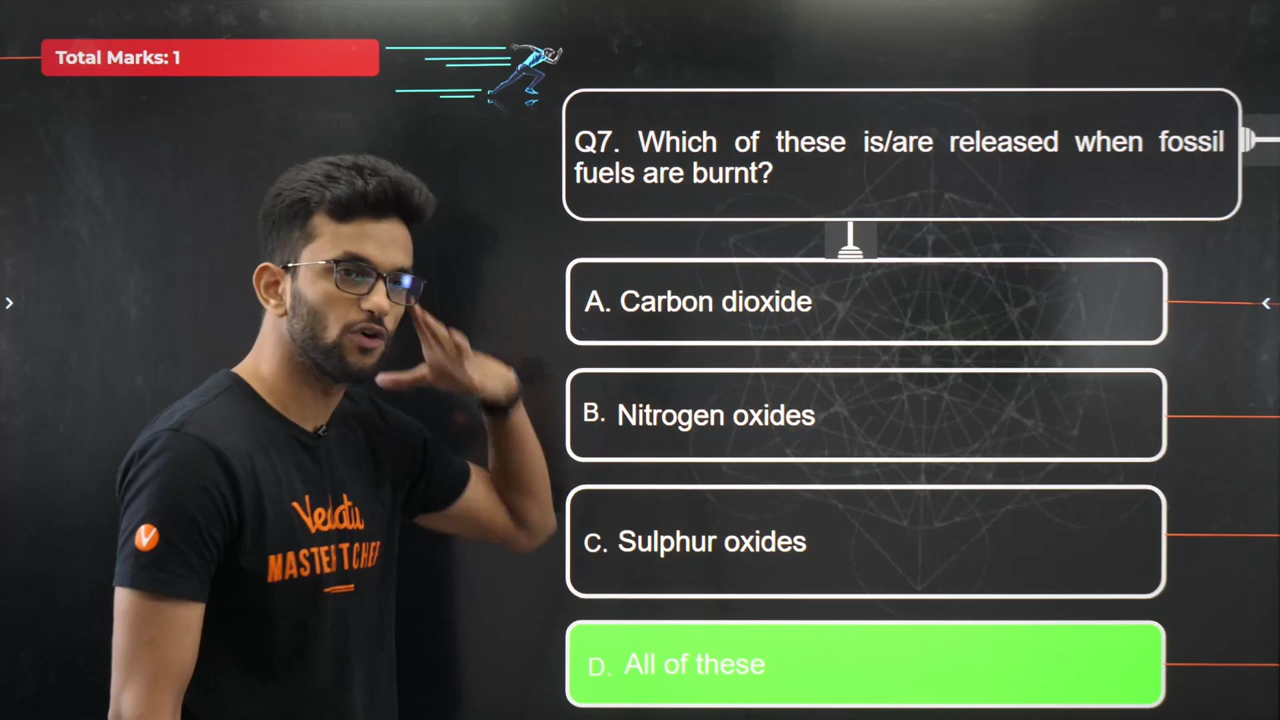 Total Marks: 1
Q7. Which of these is/are released when fossil
fuels are burnt?
A. Carbon dioxide
B. Nitrogen oxides
C. Sulphur oxides
D. All of these